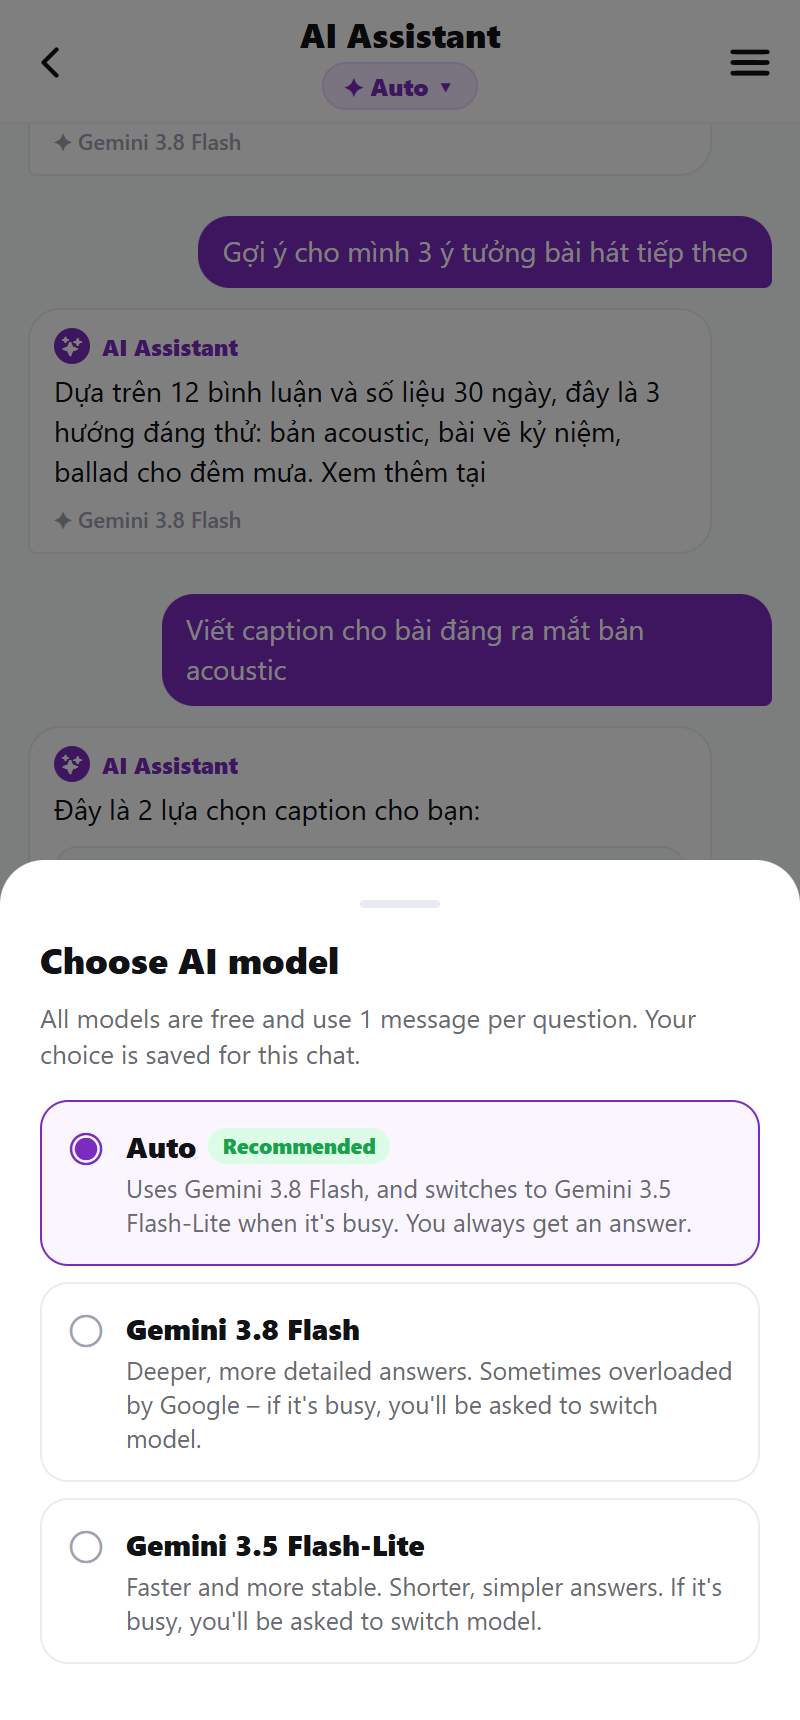 AI Assistant
✦ Auto ▼
✦ Gemini 3.8 Flash
Gợi ý cho mình 3 ý tưởng bài hát tiếp theo
AI Assistant
Dựa trên 12 bình luận và số liệu 30 ngày, đây là 3
hướng đáng thử: bản acoustic, bài về kỷ niệm,
ballad cho đêm mưa. Xem thêm tại
✦ Gemini 3.8 Flash
Viết caption cho bài đăng ra mắt bản
acoustic
AI Assistant
Đây là 2 lựa chọn caption cho bạn:
Choose AI model
All models are free and use 1 message per question. Your
choice is saved for this chat.
Auto Recommended
Uses Gemini 3.8 Flash, and switches to Gemini 3.5
Flash-Lite when it's busy. You always get an answer.
Gemini 3.8 Flash
Deeper, more detailed answers. Sometimes overloaded
by Google – if it's busy, you'll be asked to switch
model.
Gemini 3.5 Flash-Lite
Faster and more stable. Shorter, simpler answers. If it's
busy, you'll be asked to switch model.